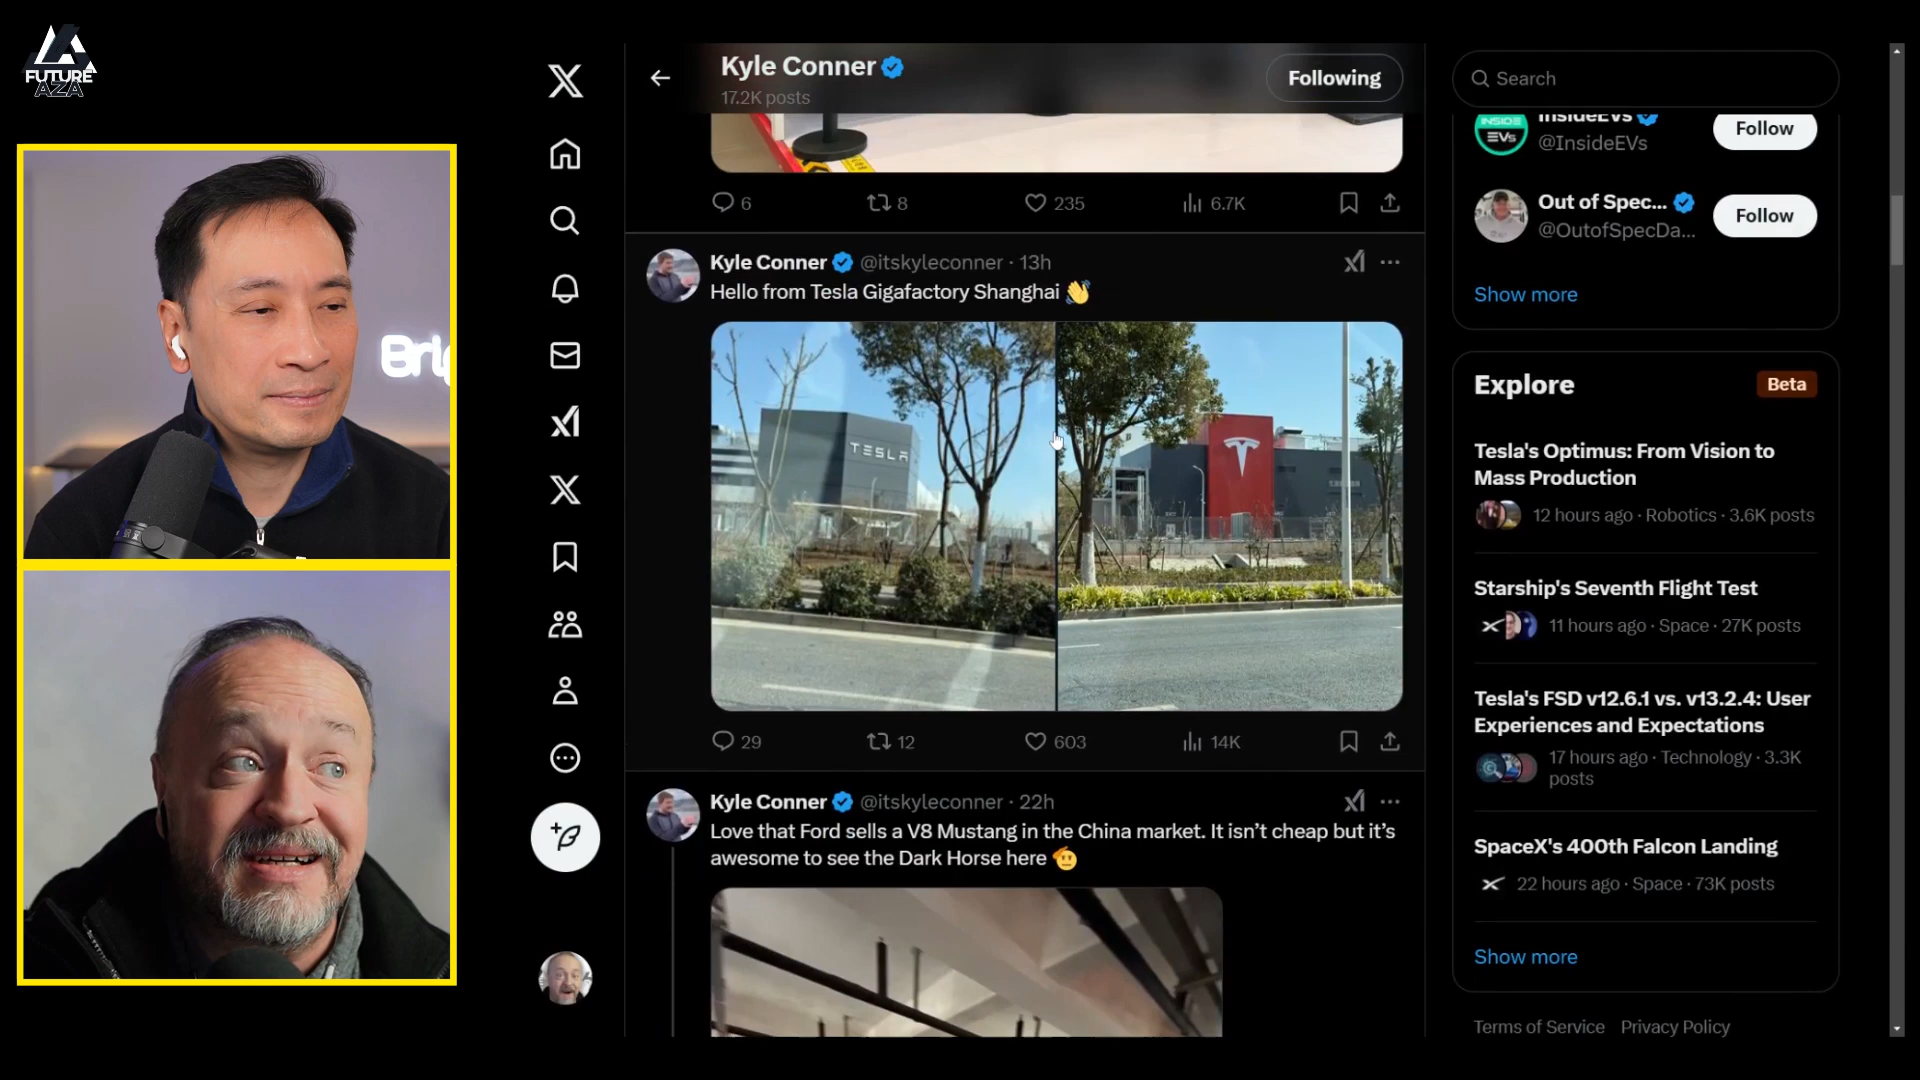 FUTURE
AZA
Bri
Kyle Conner
17.2K posts
Following
6
8
235
6.7K
Kyle Conner @itskyleconner · 13h
Hello from Tesla Gigafactory Shanghai 👋
TESLA
29
12
603
14K
Kyle Conner @itskyleconner · 22h
Love that Ford sells a V8 Mustang in the China market. It isn't cheap but it's
awesome to see the Dark Horse here 🫡
Search
INSIDE
EVs
InsideEVs
@InsideEVs
Follow
Out of Spec...
@OutofSpecDa...
Follow
Show more
Explore
Beta
Tesla's Optimus: From Vision to
Mass Production
12 hours ago · Robotics · 3.6K posts
Starship's Seventh Flight Test
11 hours ago · Space · 27K posts
Tesla's FSD v12.6.1 vs. v13.2.4: User
Experiences and Expectations
17 hours ago · Technology · 3.3K
posts
SpaceX's 400th Falcon Landing
22 hours ago · Space · 73K posts
Show more
Terms of Service Privacy Policy